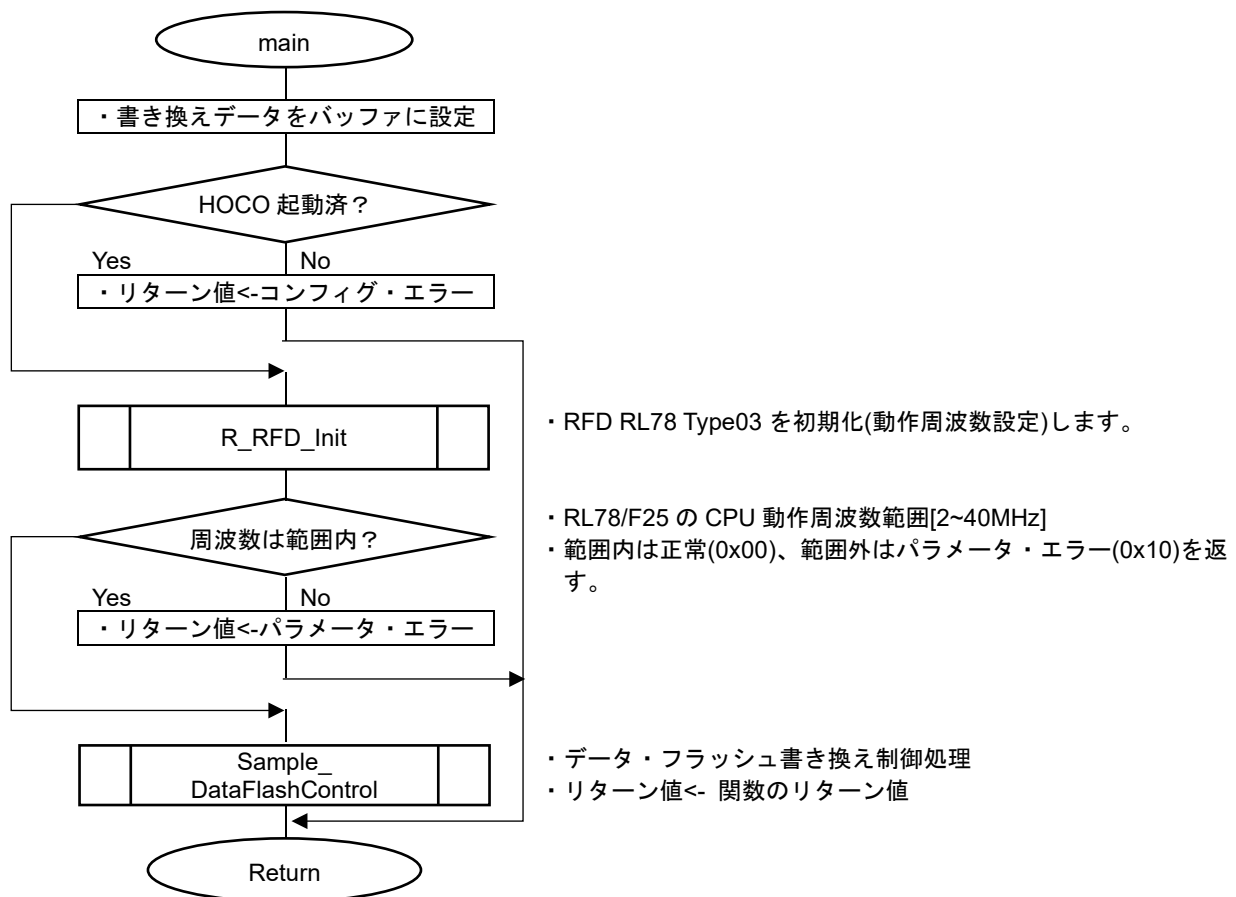 main
・書き換えデータをバッファに設定
HOCO 起動済？
Yes
No
・リターン値<-コンフィグ・エラー
R_RFD_Init
・RFD RL78 Type03 を初期化(動作周波数設定)します。
周波数は範囲内？
・RL78/F25 の CPU 動作周波数範囲[2~40MHz]
・範囲内は正常(0x00)、範囲外はパラメータ・エラー(0x10)を返
す。
Yes
No
・リターン値<-パラメータ・エラー
Sample_
DataFlashControl
・データ・フラッシュ書き換え制御処理
・リターン値<- 関数のリターン値
Return